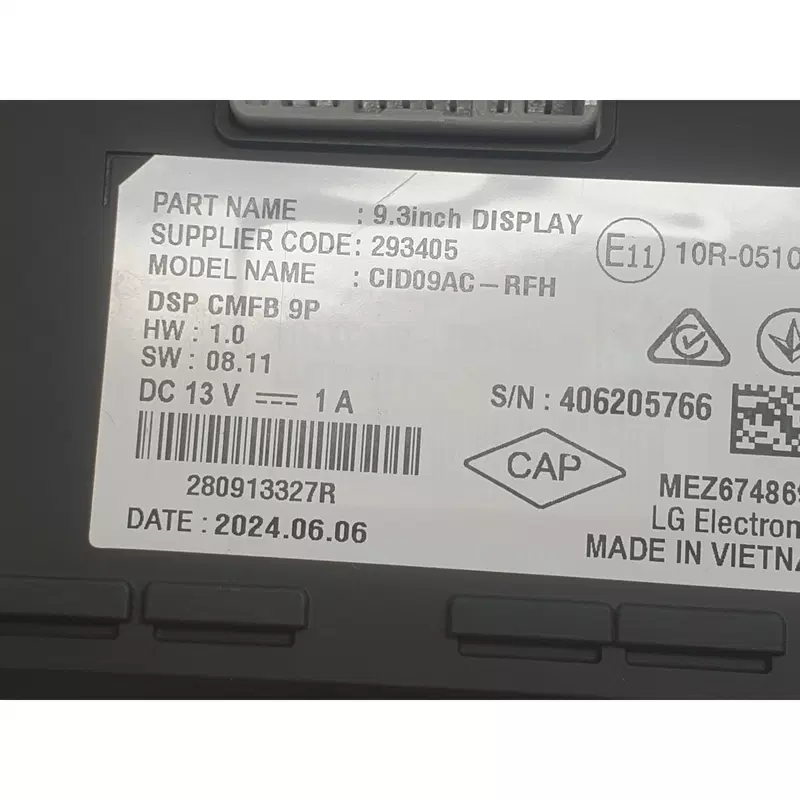 PART NAME : 9.3inch DISPLAY
SUPPLIER CODE: 293405
MODEL NAME : CID09AC-RFH
DSP CMFB 9P
HW : 1.0
SW : 08.11
DC 13 V 1 A
280913327R
DATE : 2024.06.06
E11 10R-0510
S/N : 406205766
CAP
MEZ674869
LG Electron
MADE IN VIETNA